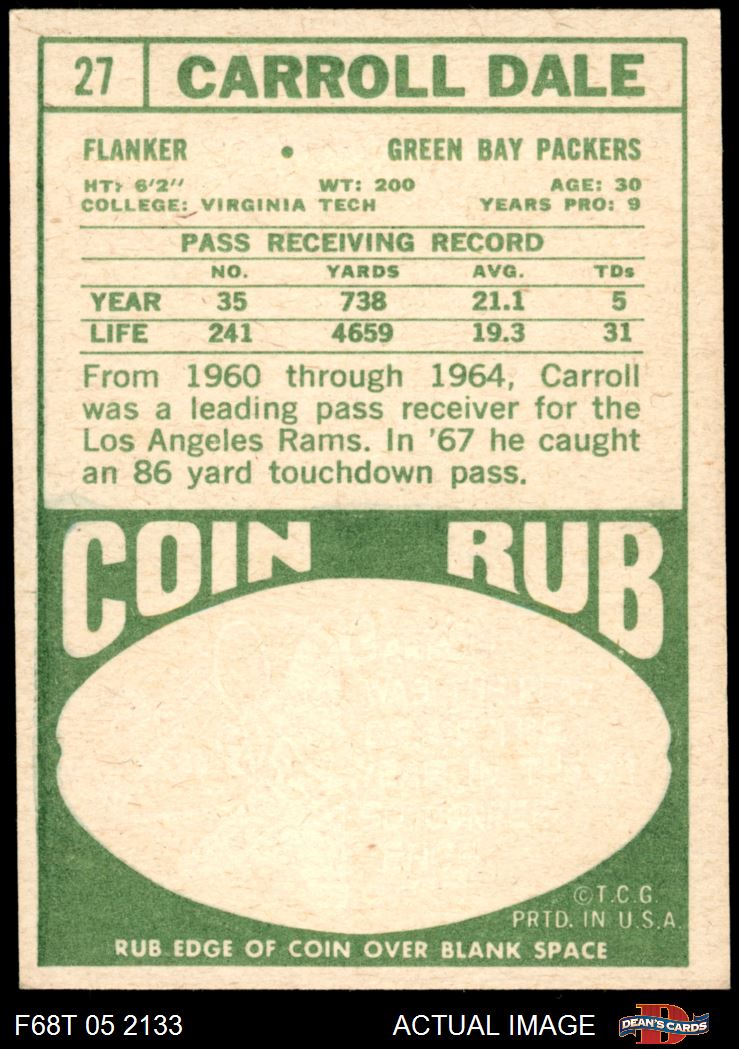 27 CARROLL DALE
FLANKER • GREEN BAY PACKERS
HT: 6'2" WT: 200 AGE: 30
COLLEGE: VIRGINIA TECH YEARS PRO: 9
PASS RECEIVING RECORD
NO. YARDS AVG. TDs
YEAR 35 738 21.1 5
LIFE 241 4659 19.3 31
From 1960 through 1964, Carroll
was a leading pass receiver for the
Los Angeles Rams. In '67 he caught
an 86 yard touchdown pass.
COIN RUB
©T.C.G.
PRTD. IN U.S.A.
RUB EDGE OF COIN OVER BLANK SPACE
F68T 05 2133 ACTUAL IMAGE DEAN'S CARDS